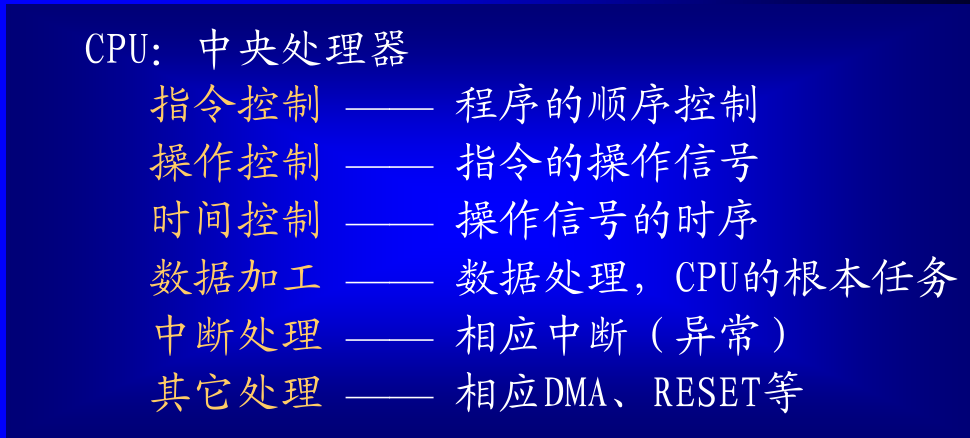 CPU: 中央处理器
指令控制 —— 程序的顺序控制
操作控制 —— 指令的操作信号
时间控制 —— 操作信号的时序
数据加工 —— 数据处理，CPU的根本任务
中断处理 —— 相应中断（异常）
其它处理 —— 相应DMA、RESET等